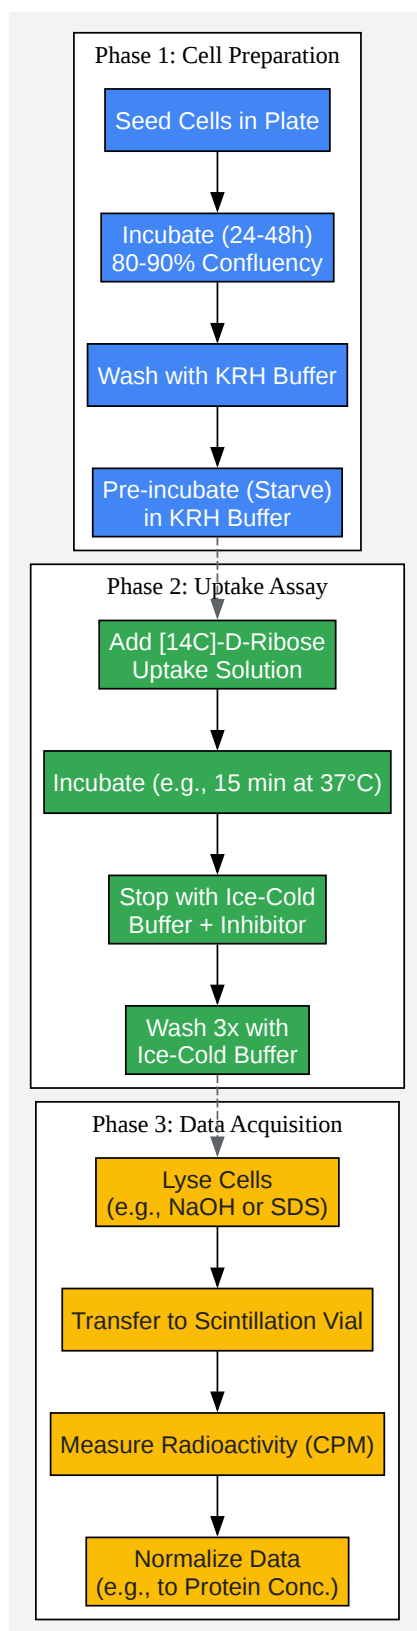 Phase 1: Cell Preparation
Seed Cells in Plate
Incubate (24-48h)
80-90% Confluency
Wash with KRH Buffer
Pre-incubate (Starve)
in KRH Buffer
Phase 2: Uptake Assay
Add [14C]-D-Ribose
Uptake Solution
Incubate (e.g., 15 min at 37°C)
Stop with Ice-Cold
Buffer + Inhibitor
Wash 3x with
Ice-Cold Buffer
Phase 3: Data Acquisition
Lyse Cells
(e.g., NaOH or SDS)
Transfer to Scintillation Vial
Measure Radioactivity (CPM)
Normalize Data
(e.g., to Protein Conc.)